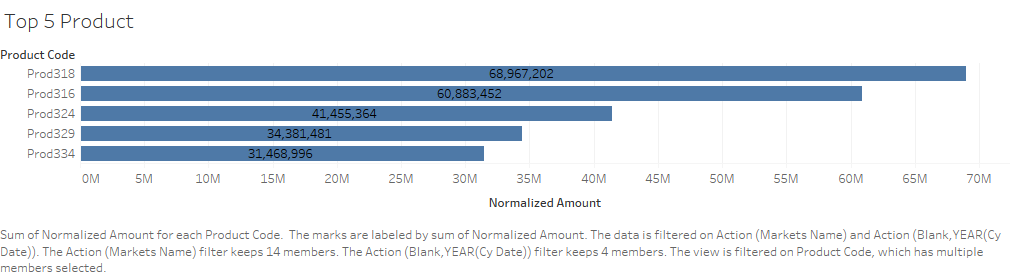 Top 5 Product
Product Code
Prod318 68,967,202
Prod316 60,883,452
Prod324 41,455,364
Prod329 34,381,481
Prod334 31,468,996
0M 5M 10M 15M 20M 25M 30M 35M 40M 45M 50M 55M 60M 65M 70M
Normalized Amount
Sum of Normalized Amount for each Product Code.  The marks are labeled by sum of Normalized Amount. The data is filtered on Action (Markets Name) and Action (Blank,YEAR(Cy
Date)). The Action (Markets Name) filter keeps 14 members. The Action (Blank,YEAR(Cy Date)) filter keeps 4 members. The view is filtered on Product Code, which has multiple
members selected.